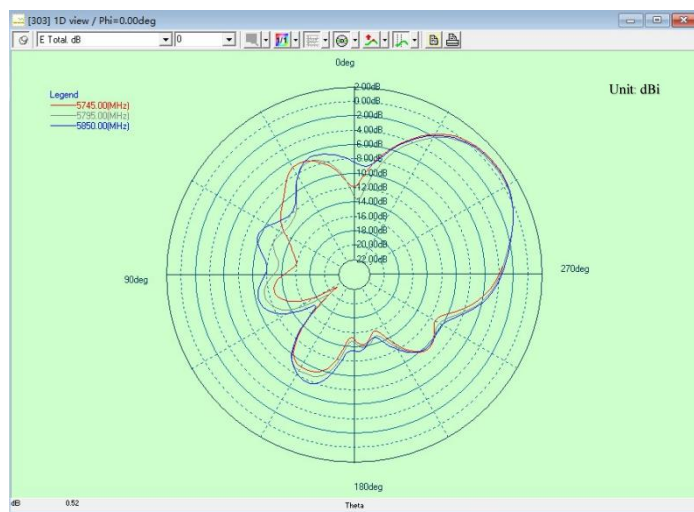 [303] 1D view / Phi=0.00deg
E Total. dB
0
0deg
Unit: dBi
Legend
5745.00(MHz)
5795.00(MHz)
5850.00(MHz)
2.00dB
0.00dB
-2.00dB
-4.00dB
-6.00dB
-8.00dB
-10.00dB
-12.00dB
-14.00dB
-16.00dB
-18.00dB
-20.00dB
-22.00dB
90deg
270deg
180deg
dB
0.52
Theta